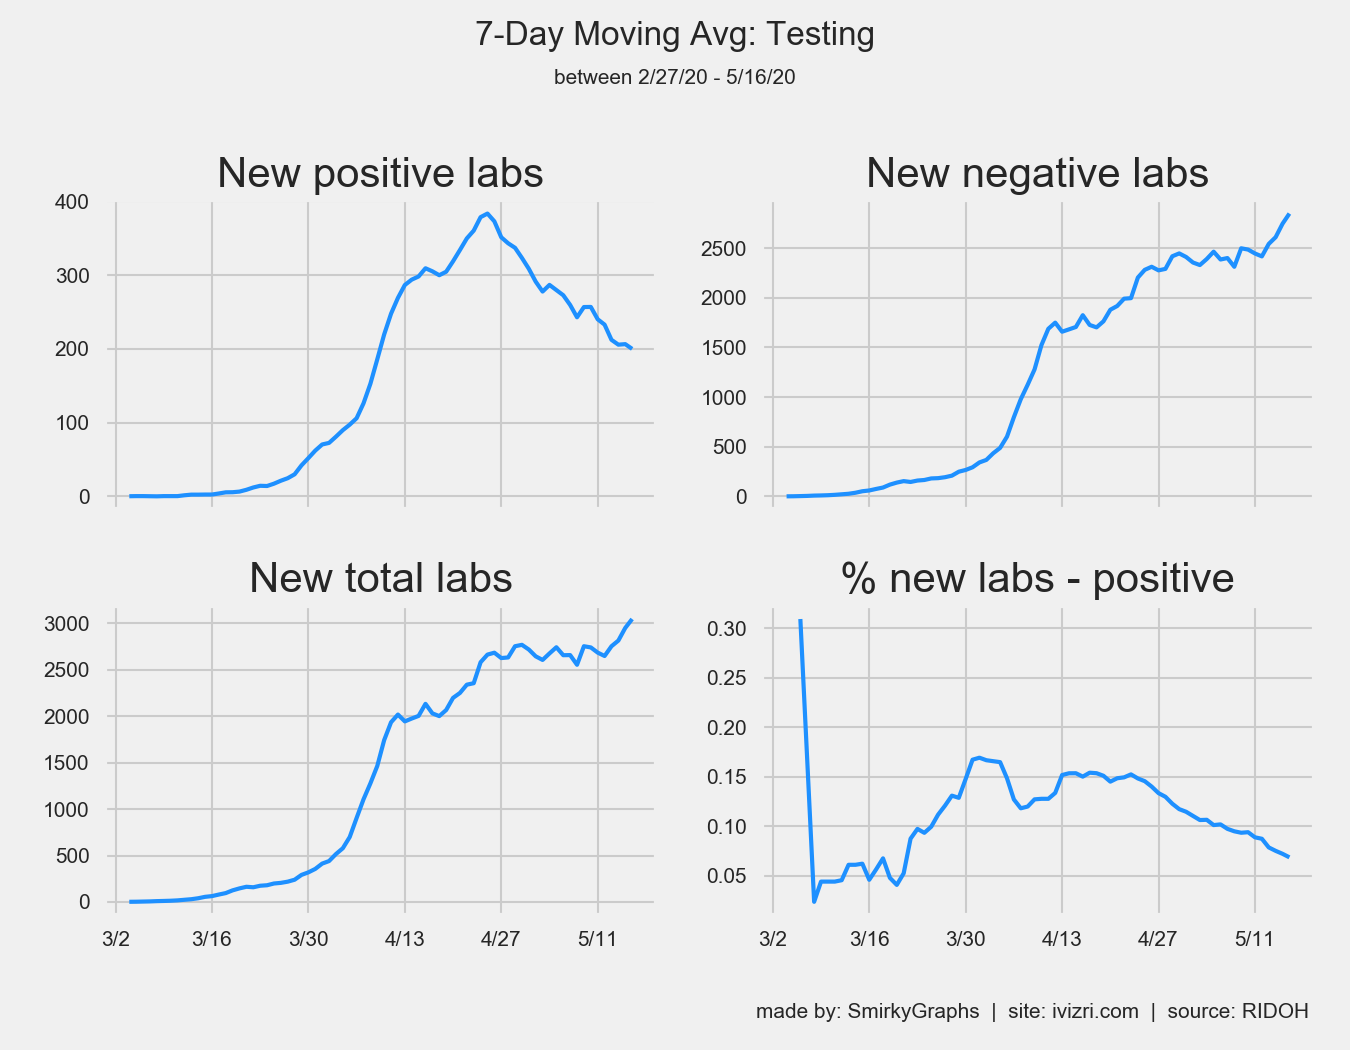 7-Day Moving Avg: Testing
between 2/27/20 - 5/16/20
New positive labs
400
300
200
100
0
New negative labs
2500
2000
1500
1000
500
0
New total labs
3000
2500
2000
1500
1000
500
0
3/2 3/16 3/30 4/13 4/27 5/11
% new labs - positive
0.30
0.25
0.20
0.15
0.10
0.05
3/2 3/16 3/30 4/13 4/27 5/11
made by: SmirkyGraphs | site: ivizri.com | source: RIDOH